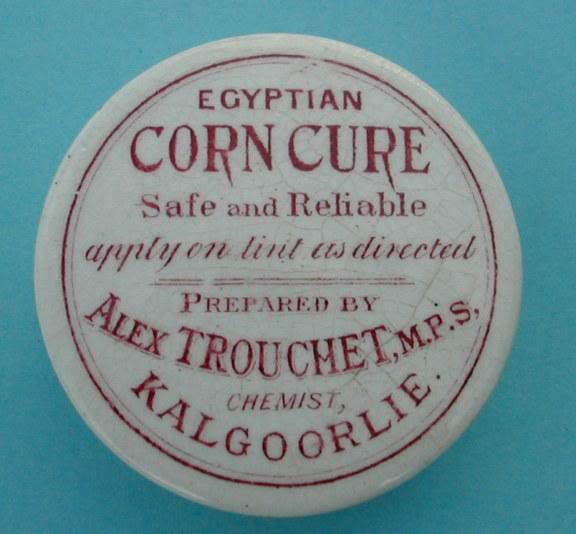 EGYPTIAN
CORN CURE
Safe and Reliable
apply on lint as directed
PREPARED BY
ALEX TROUCHET, M.P.S,
CHEMIST,
KALGOORLIE.